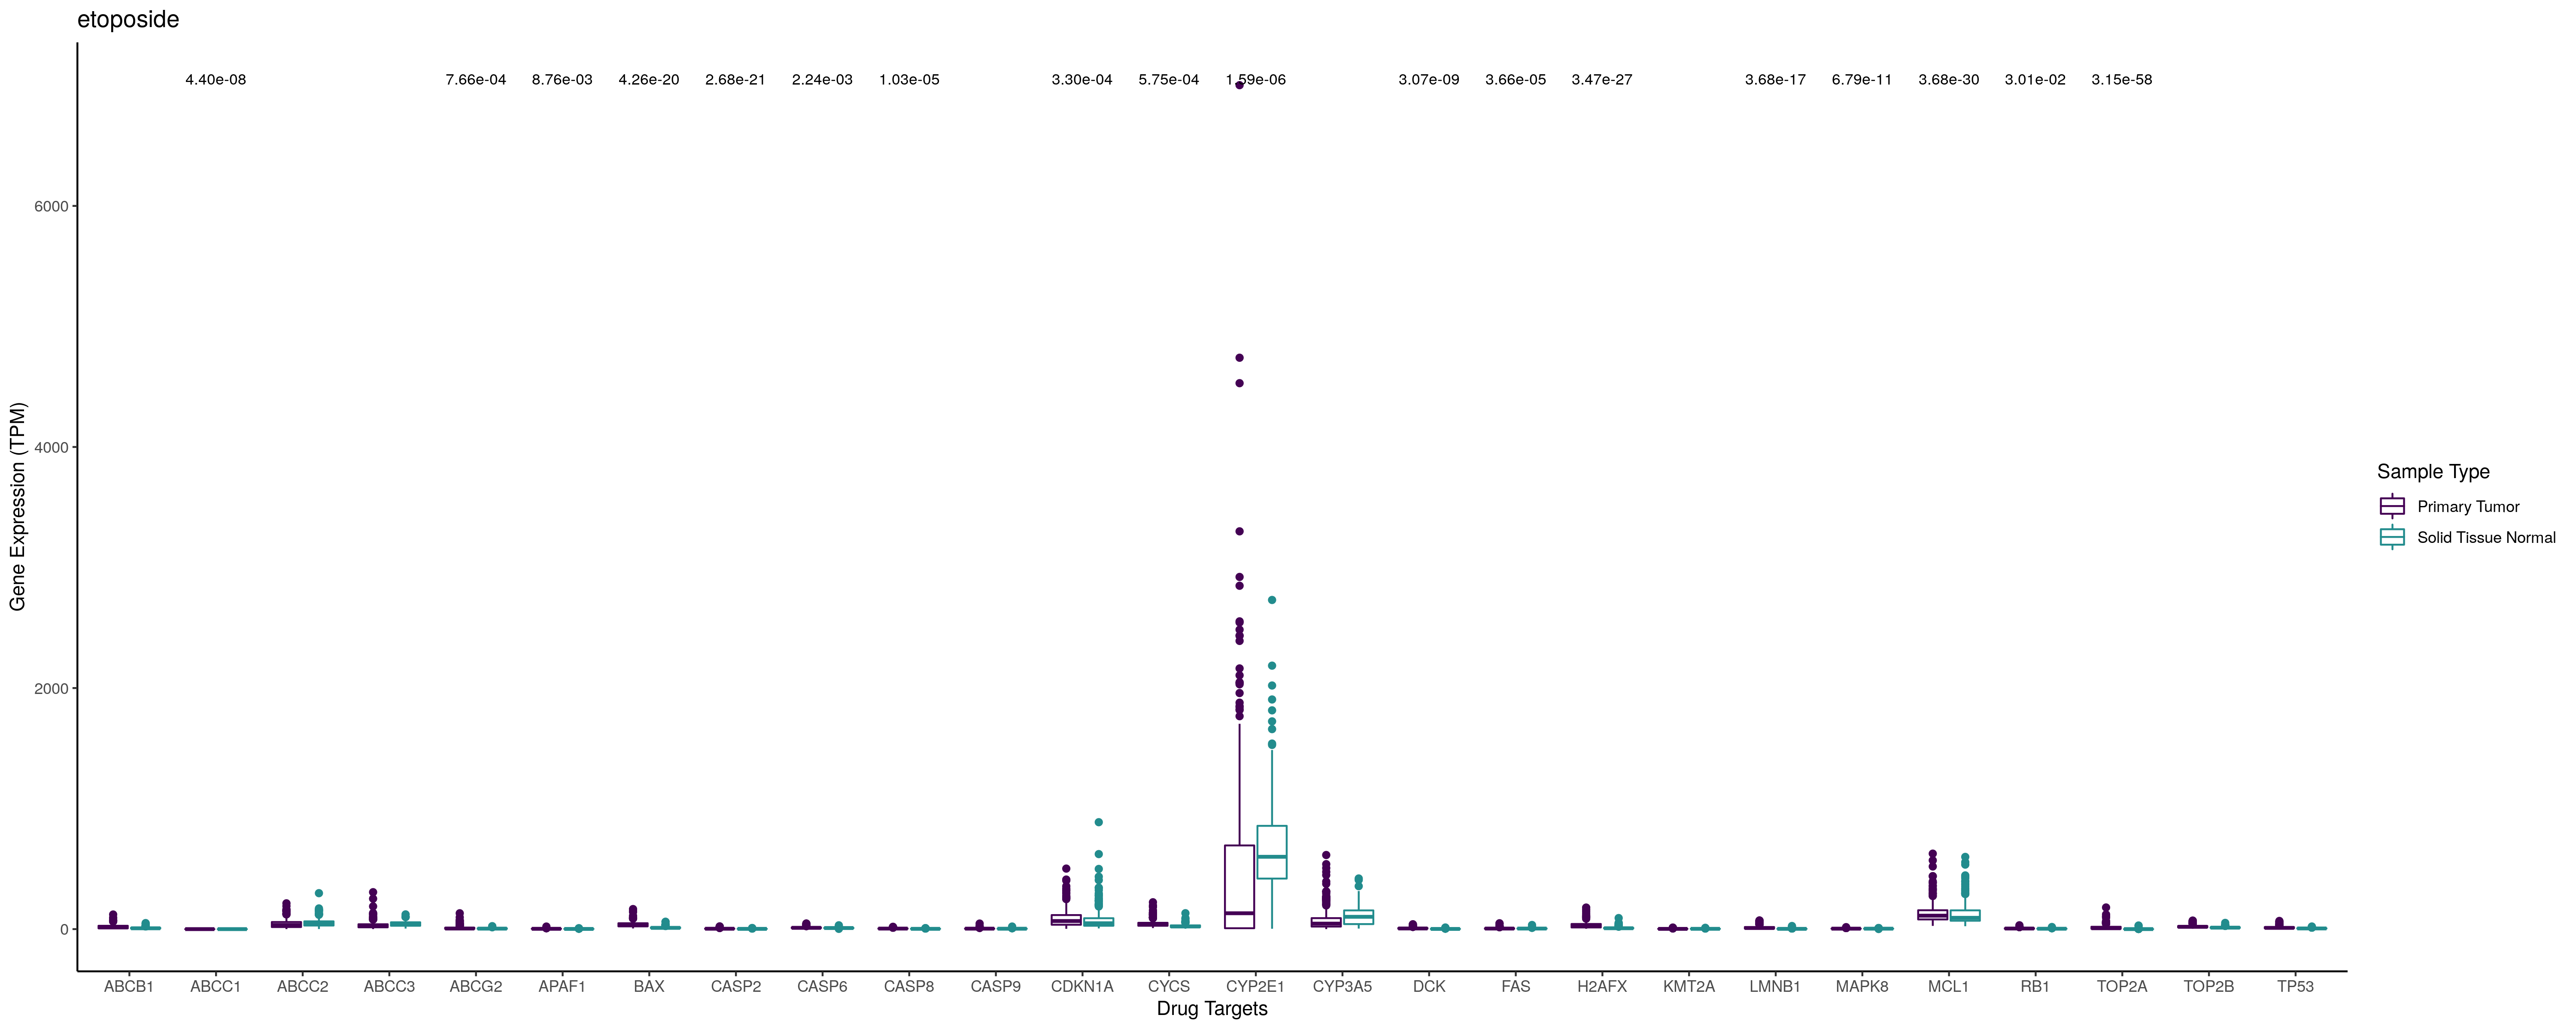 etoposide
4.40e-08 7.66e-04 8.76e-03 4.26e-20 2.68e-21 2.24e-03 1.03e-05 3.30e-04 5.75e-04 1.59e-06 3.07e-09 3.66e-05 3.47e-27 3.68e-17 6.79e-11 3.68e-30 3.01e-02 3.15e-58
6000
4000
2000
0
Gene Expression (TPM)
ABCB1 ABCC1 ABCC2 ABCC3 ABCG2 APAF1 BAX CASP2 CASP6 CASP8 CASP9 CDKN1A CYCS CYP2E1 CYP3A5 DCK FAS H2AFX KMT2A LMNB1 MAPK8 MCL1 RB1 TOP2A TOP2B TP53
Drug Targets
Sample Type
Primary Tumor
Solid Tissue Normal